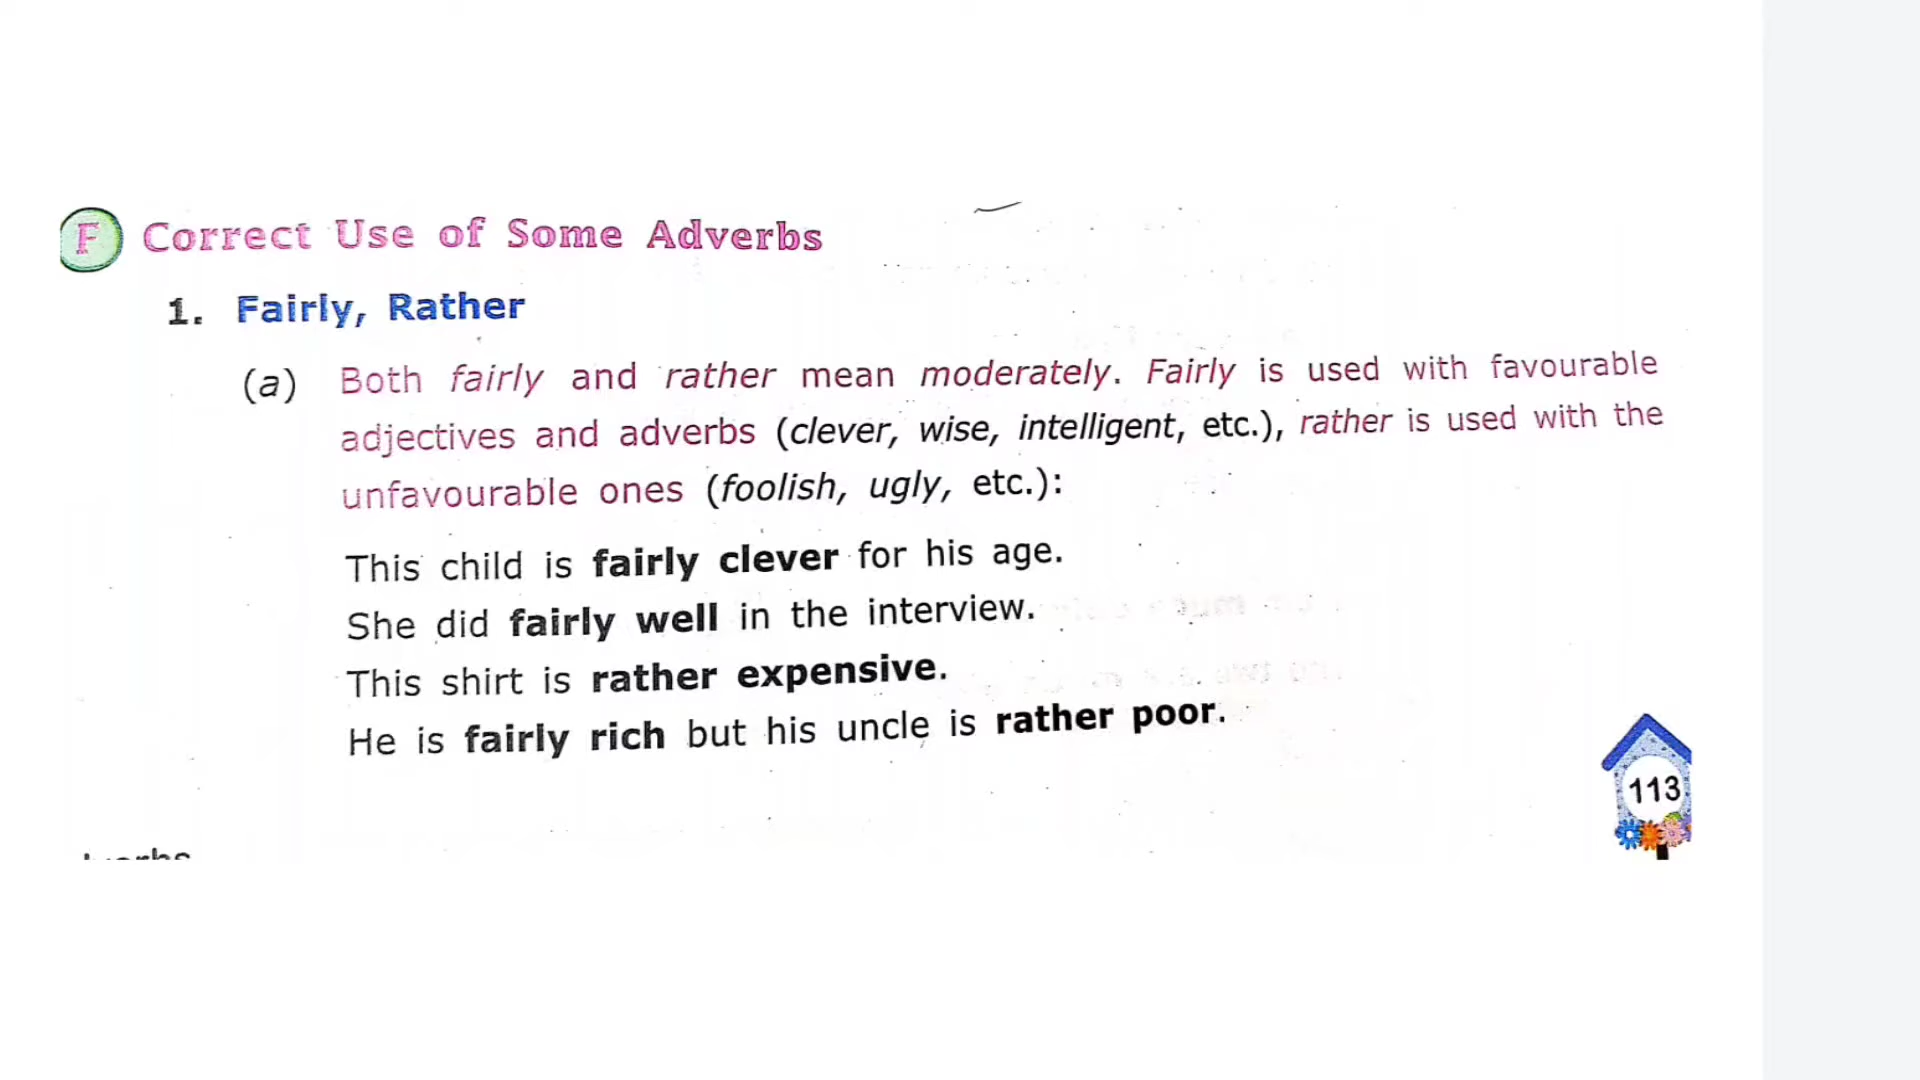 F Correct Use of Some Adverbs
1. Fairly, Rather
(a) Both fairly and rather mean moderately. Fairly is used with favourable
adjectives and adverbs (clever, wise, intelligent, etc.), rather is used with the
unfavourable ones (foolish, ugly, etc.):
This child is fairly clever for his age.
She did fairly well in the interview.
This shirt is rather expensive.
He is fairly rich but his uncle is rather poor.
113